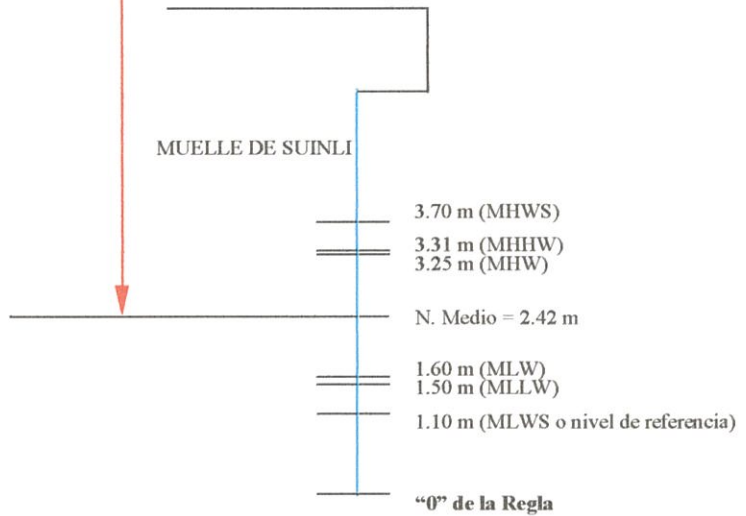 MUELLE DE SUINLI
3.70 m (MHWS)
3.31 m (MHHW)
3.25 m (MHW)
N. Medio = 2.42 m
1.60 m (MLW)
1.50 m (MLLW)
1.10 m (MLWS o nivel de referencia)
“0” de la Regla